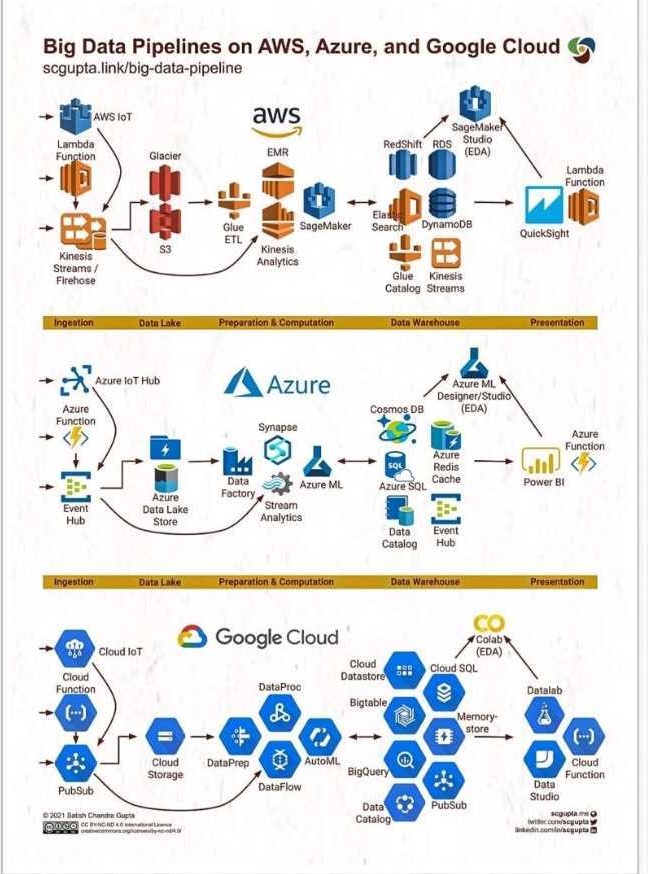 Big Data Pipelines on AWS, Azure, and Google Cloud
scgupta.link/big-data-pipeline
AWS IoT
Lambda
Function
Kinesis
Streams /
Firehose
Glacier
S3
aws
EMR
Glue
ETL
Kinesis
Analytics
SageMaker
RedShift
RDS
SageMaker
Studio
(EDA)
Elastic
Search
DynamoDB
Glue
Catalog
Kinesis
Streams
QuickSight
Lambda
Function
Ingestion
Data Lake
Preparation & Computation
Data Warehouse
Presentation
Azure IoT Hub
Azure
Function
Event
Hub
Azure
Data Lake
Store
Azure
Synapse
Data
Factory
Stream
Analytics
Azure ML
Cosmos DB
Azure ML
Designer/Studio
(EDA)
SQL
Azure SQL
Azure
Redis
Cache
Data
Catalog
Event
Hub
Power BI
Azure
Function
Ingestion
Data Lake
Preparation & Computation
Data Warehouse
Presentation
Cloud IoT
Cloud
Function
PubSub
Cloud
Storage
Google Cloud
DataProc
DataPrep
AutoML
DataFlow
Cloud
Datastore
Cloud SQL
Bigtable
Memory-
store
BigQuery
PubSub
Data
Catalog
Colab
(EDA)
Datalab
Cloud
Function
Data
Studio
© 2021 Satish Chandra Gupta
CC BY-NC-ND 4.0 International Licence
creativecommons.org/licenses/by-nc-nd/4.0/
scgupta.me
twitter.com/scgupta
linkedin.com/in/scgupta